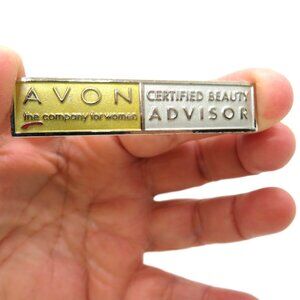 AVON
the company for women
CERTIFIED BEAUTY
ADVISOR